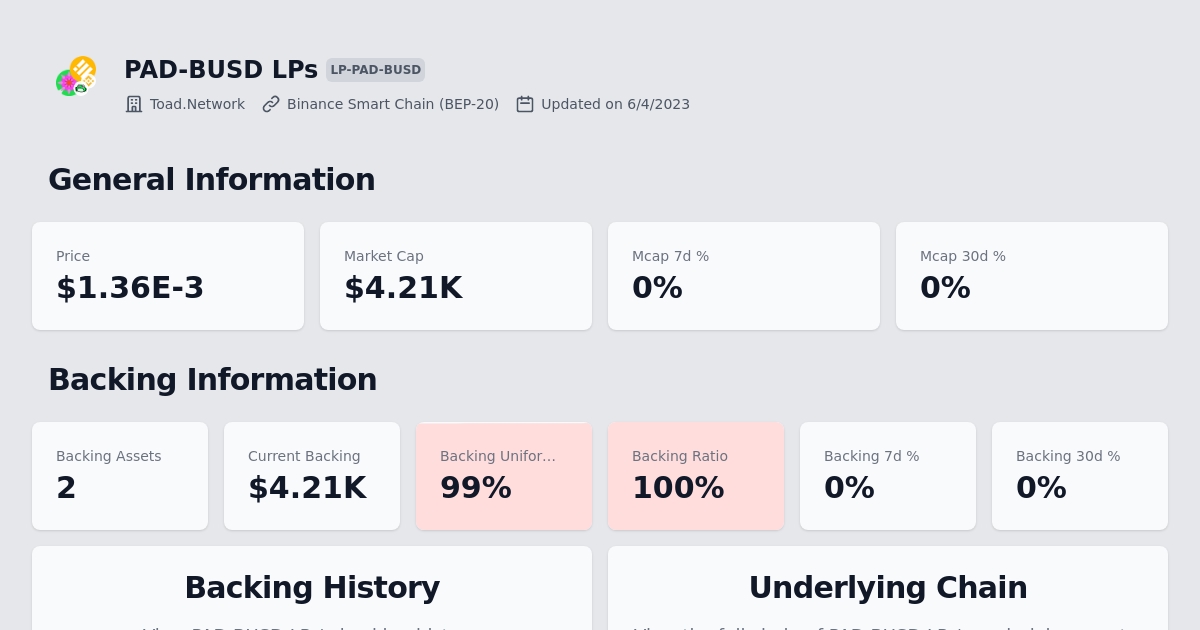 PAD-BUSD LPs LP-PAD-BUSD
Toad.Network Binance Smart Chain (BEP-20) Updated on 6/4/2023
General Information
Price Market Cap Mcap 7d % Mcap 30d %
$1.36E-3 $4.21K 0% 0%
Backing Information
Backing Assets Current Backing Backing Unifor... Backing Ratio Backing 7d % Backing 30d %
2 $4.21K 99% 100% 0% 0%
Backing History Underlying Chain